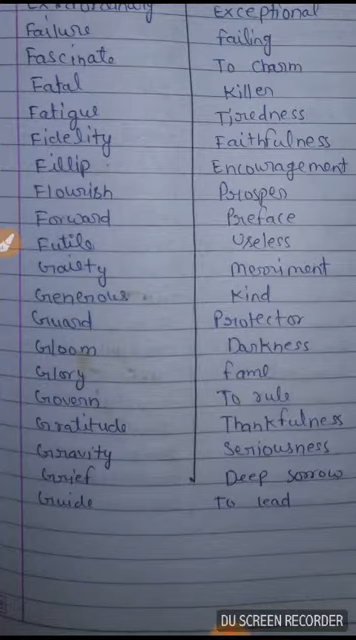 Extraordinary Exceptional
Failure Failing
Fascinate To charm
Fatal Killer
Fatigue Tiredness
Fidelity Faithfulness
Fillip Encouragement
Flourish Prosper
Forward Preface
Futile Useless
Gaiety Merriment
Generous Kind
Guard Protector
Gloom Darkness
Glory fame
Govern To rule
Gratitude Thankfulness
Gravity Seriousness
Grief Deep sorrow
Guide To lead
DU SCREEN RECORDER